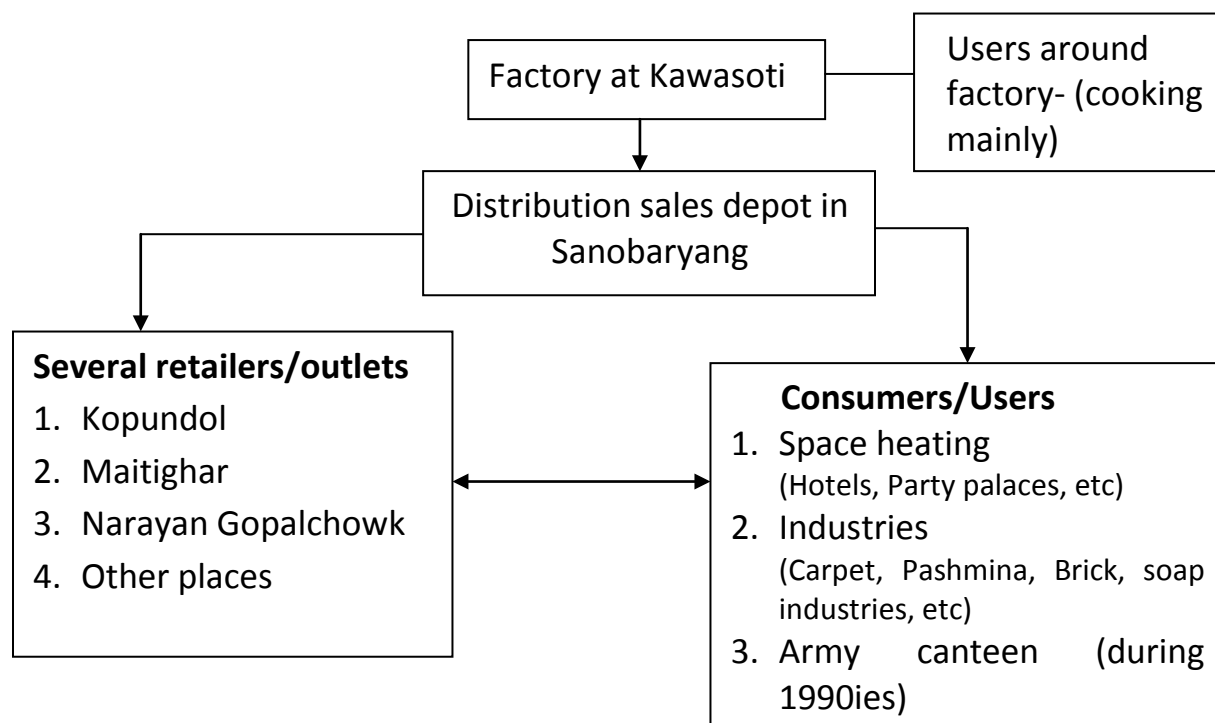 Factory at Kawasoti
Users around
factory- (cooking
mainly)
Distribution sales depot in
Sanobaryang
Several retailers/outlets
1. Kopundol
2. Maitighar
3. Narayan Gopalchowk
4. Other places
Consumers/Users
1. Space heating
(Hotels, Party palaces, etc)
2. Industries
(Carpet, Pashmina, Brick, soap
industries, etc)
3. Army canteen (during
1990ies)